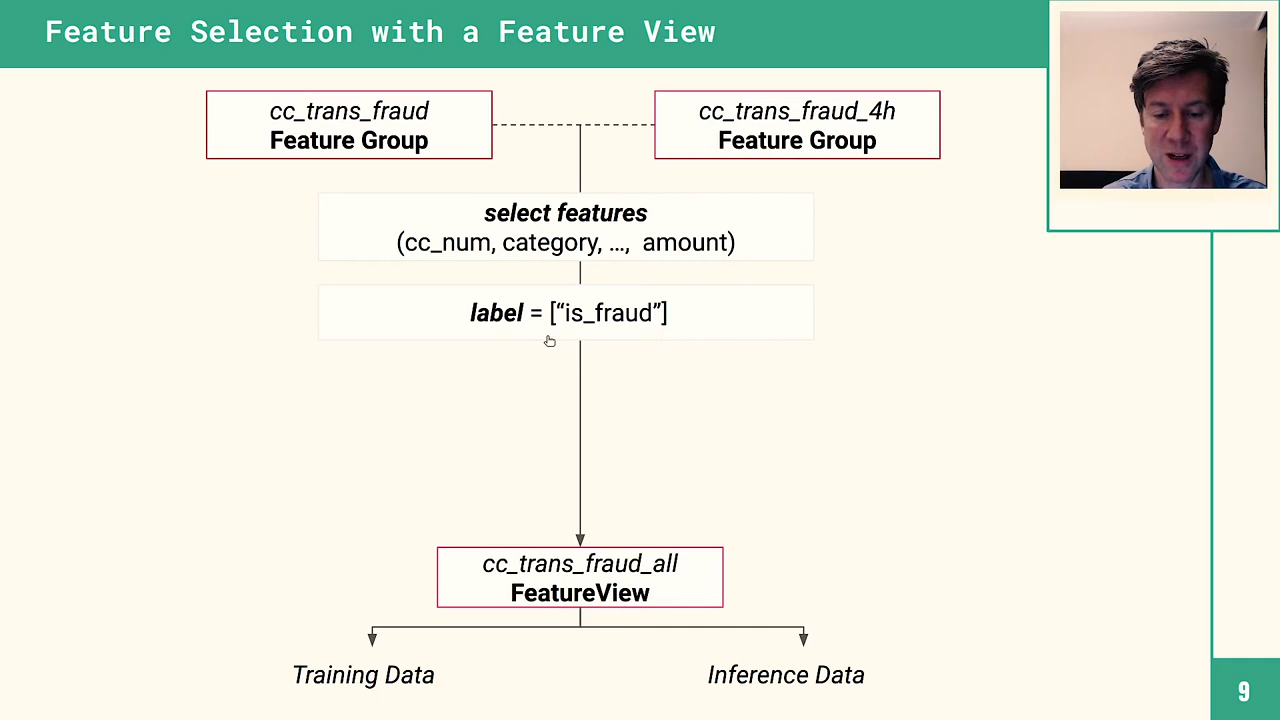 Feature Selection with a Feature View
cc_trans_fraud
Feature Group
cc_trans_fraud_4h
Feature Group
select features
(cc_num, category, ..., amount)
label = [“is_fraud”]
cc_trans_fraud_all
FeatureView
Training Data
Inference Data
9